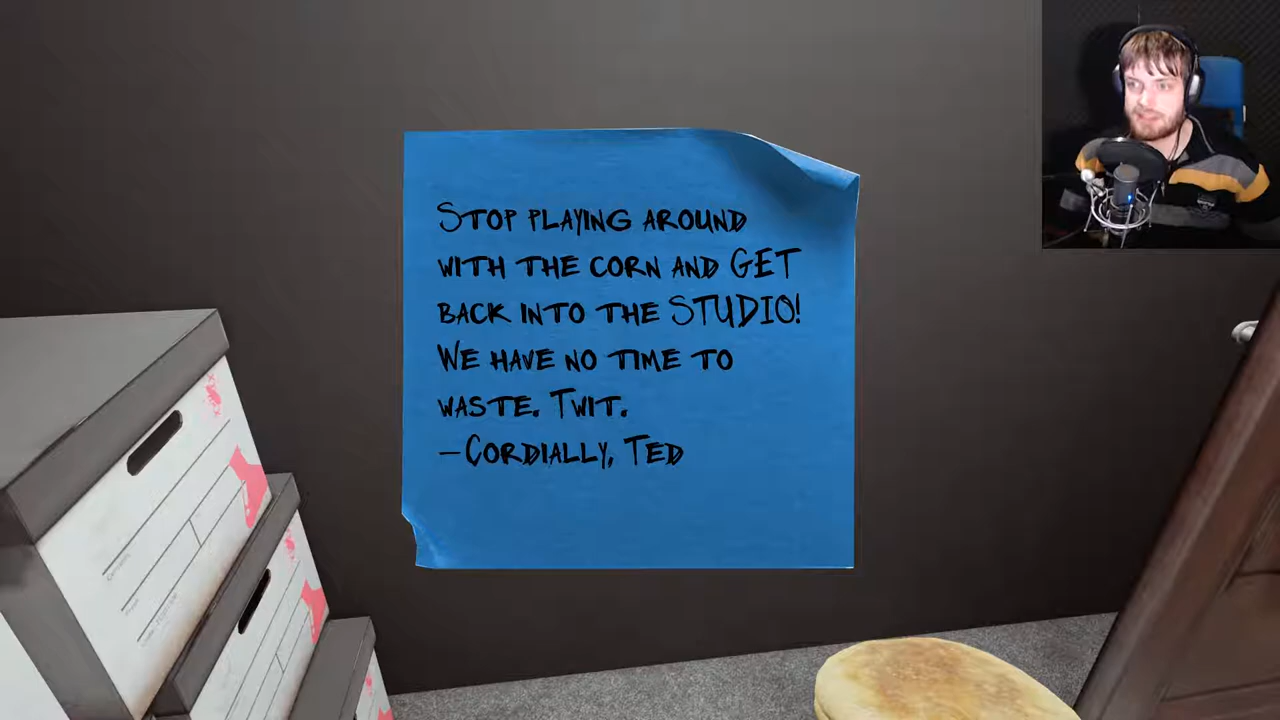 Stop playing around
with the corn and GET
back into the STUDIO!
We have no time to
waste. Twit.
—Cordially, Ted